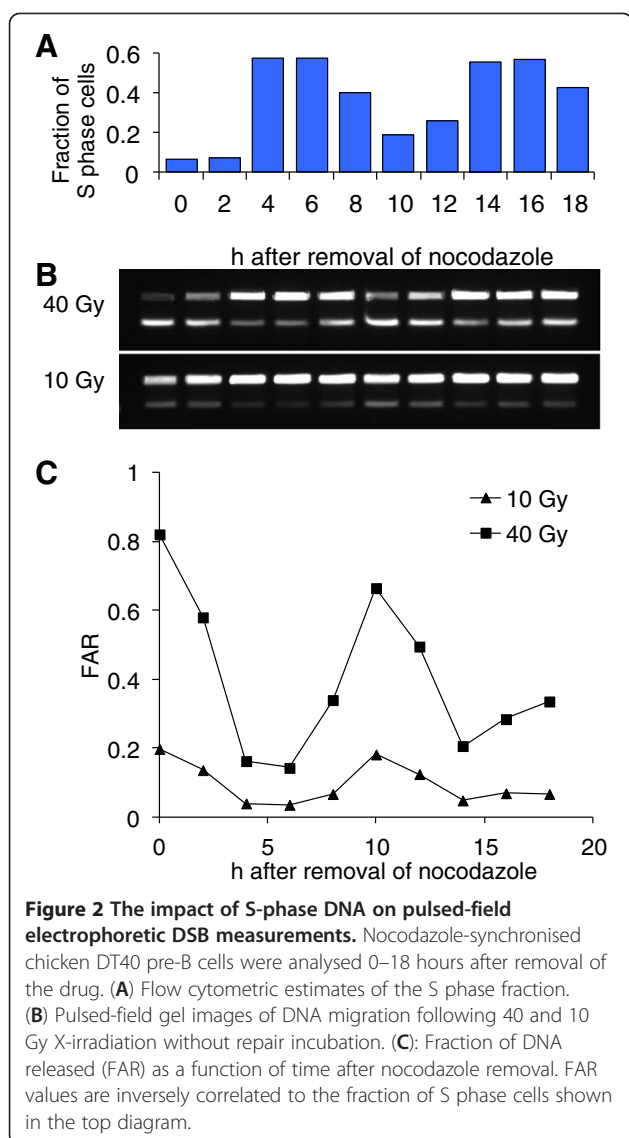 A
Fraction of
S phase cells
0.6
0.4
0.2
0
0 2 4 6 8 10 12 14 16 18
h after removal of nocodazole
B
40 Gy
10 Gy
C
1
0.8
0.6
0.4
0.2
0
FAR
10 Gy
40 Gy
0 5 10 15 20
h after removal of nocodazole
Figure 2 The impact of S-phase DNA on pulsed-field
electrophoretic DSB measurements. Nocodazole-synchronised
chicken DT40 pre-B cells were analysed 0–18 hours after removal of
the drug. (A) Flow cytometric estimates of the S phase fraction.
(B) Pulsed-field gel images of DNA migration following 40 and 10
Gy X-irradiation without repair incubation. (C): Fraction of DNA
released (FAR) as a function of time after nocodazole removal. FAR
values are inversely correlated to the fraction of S phase cells shown
in the top diagram.